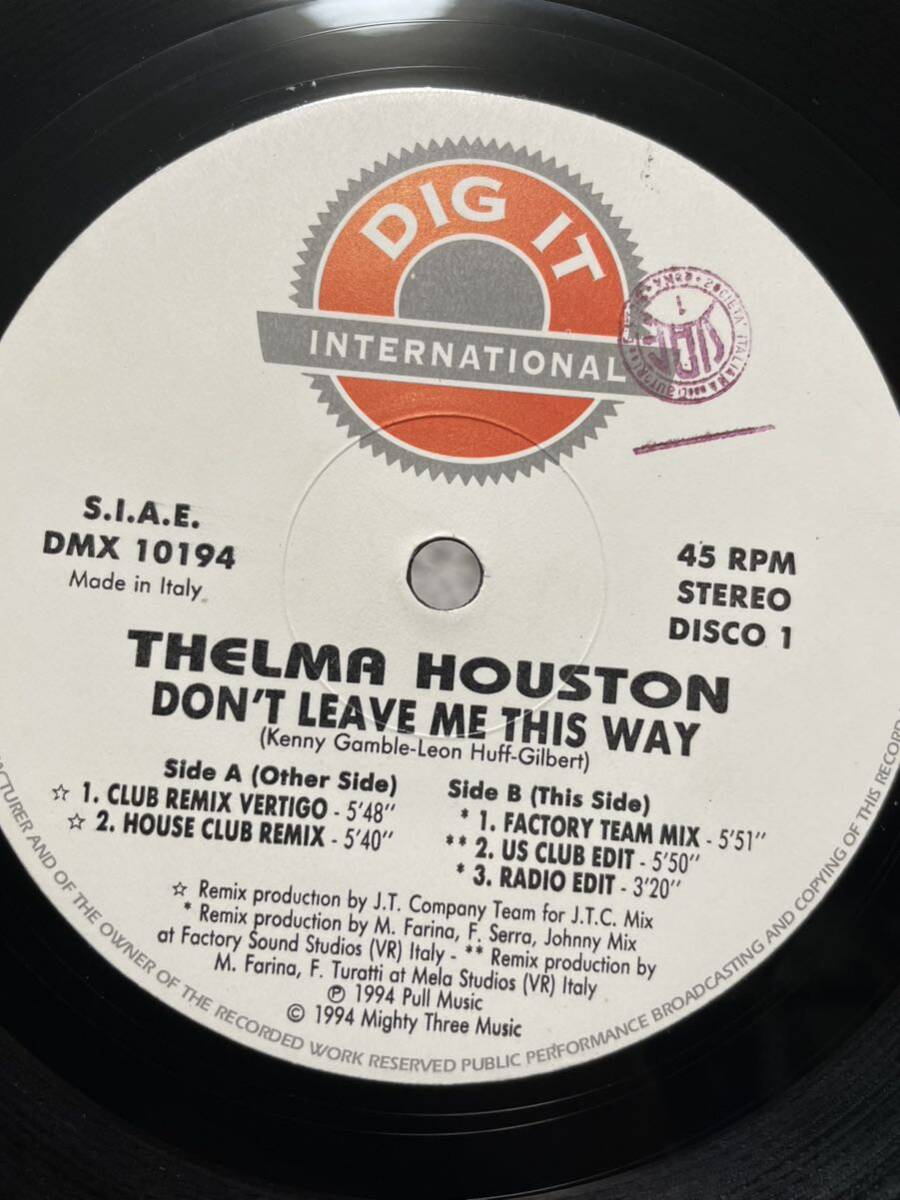 DIG IT
INTERNATIONAL
S.I.A.E.
DMX 10194
Made in Italy
45 RPM
STEREO
DISCO 1
THELMA HOUSTON
DON'T LEAVE ME THIS WAY
(Kenny Gamble-Leon Huff-Gilbert)
Side A (Other Side)
☆ 1. CLUB REMIX VERTIGO - 5'48"
☆ 2. HOUSE CLUB REMIX - 5'40"
Side B (This Side)
* 1. FACTORY TEAM MIX - 5'51"
** 2. US CLUB EDIT - 5'50"
* 3. RADIO EDIT - 3'20"
☆ Remix production by J.T. Company Team for J.T.C. Mix
* Remix production by M. Farina, F. Serra, Johnny Mix
at Factory Sound Studios (VR) Italy - ** Remix production by
M. Farina, F. Turatti at Mela Studios (VR) Italy
℗ 1994 Pull Music
© 1994 Mighty Three Music
AND OF THE OWNER OF THE RECORDED WORK RESERVED PUBLIC PERFORMANCE BROADCASTING AND COPYING OF THIS RECORD
SOCIETA' ITALIANA
SIAE
1